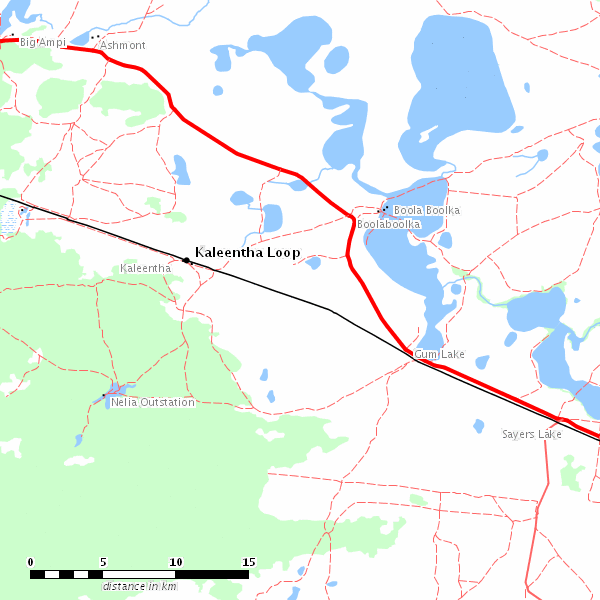 Big Ampi
Ashmont
Boola Boolka
Boolaboolka
Kaleentha Loop
Kaleentha
Gum Lake
Nelia Outstation
Sayers Lake
0 5 10 15
distance in km